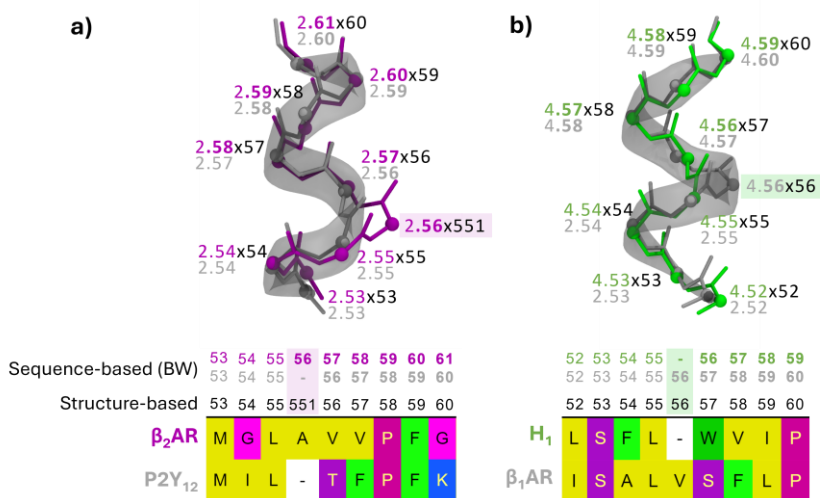 a)
2.61x60
2.60
2.60x59
2.59
2.59x58
2.58
2.58x57
2.57
2.57x56
2.56
2.56x551
2.54x54
2.54
2.55x55
2.55
2.53x53
2.53
b)
4.58x59
4.59
4.59x60
4.60
4.57x58
4.58
4.56x57
4.57
4.56x56
4.54x54
2.54
4.55x55
2.55
4.53x53
2.53
4.52x52
2.52
Sequence-based (BW)
53 54 55 56 57 58 59 60 61
53 54 55 - 56 57 58 59 60
Structure-based
53 54 55 551 56 57 58 59 60
β₂AR M G L A V V P F G
P2Y₁₂ M I L - T F P F K
52 53 54 55 - 56 57 58 59
52 53 54 55 56 57 58 59 60
52 53 54 55 56 57 58 59 60
H₁ L S F L - W V I P
β₁AR I S A L V S F L P